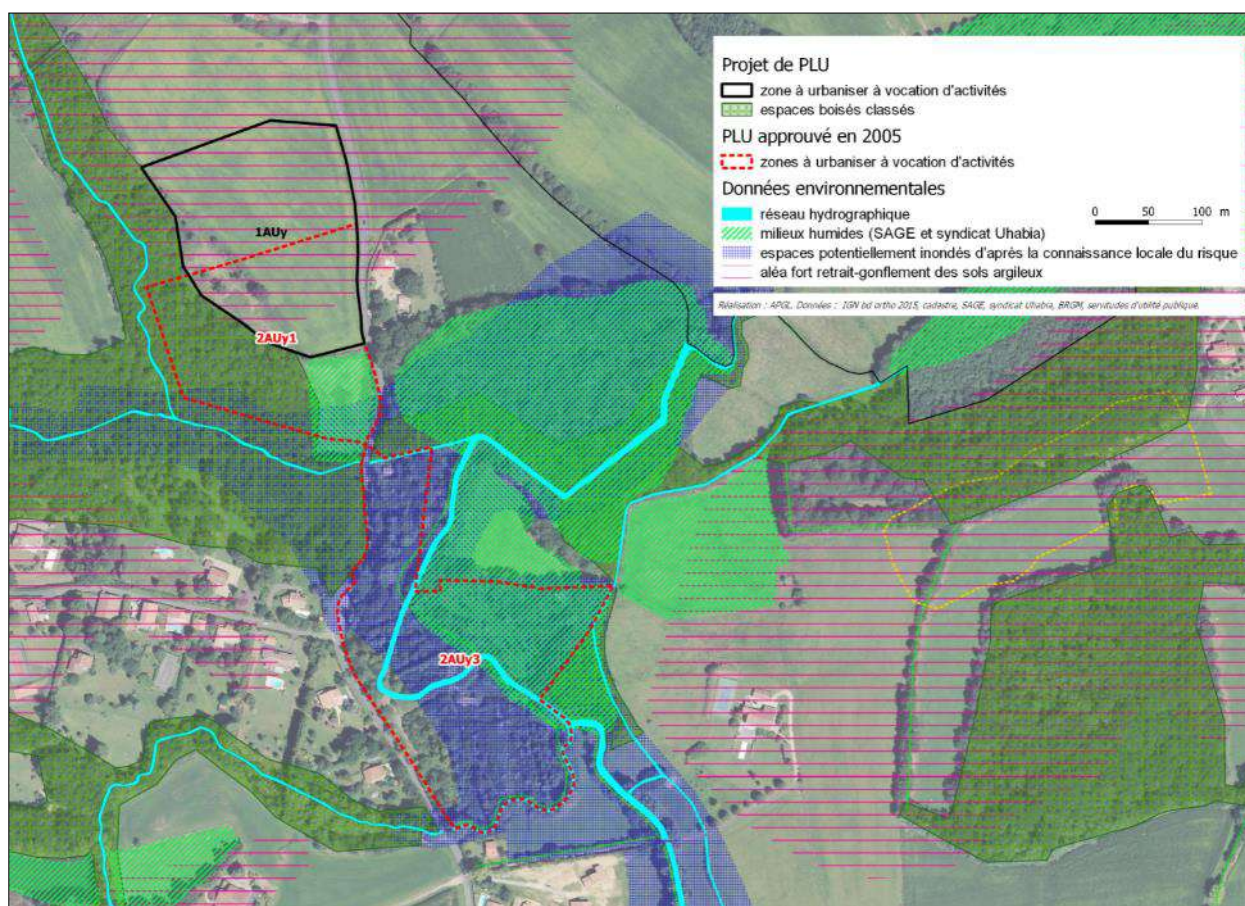 Projet de PLU
zone à urbaniser à vocation d'activités
espaces boisés classés
PLU approuvé en 2005
zones à urbaniser à vocation d'activités
Données environnementales
réseau hydrographique
0 50 100 m
milieux humides (SAGE et syndicat Uhabia)
espaces potentiellement inondés d'après la connaissance locale du risque
aléa fort retrait-gonflement des sols argileux
Réalisation : APGL. Données : IGN bd ortho 2015, cadastre, SAGE, syndicat Uhabia, BRGM, servitudes d'utilité publique.
1AUy
2AUy1
2AUy3